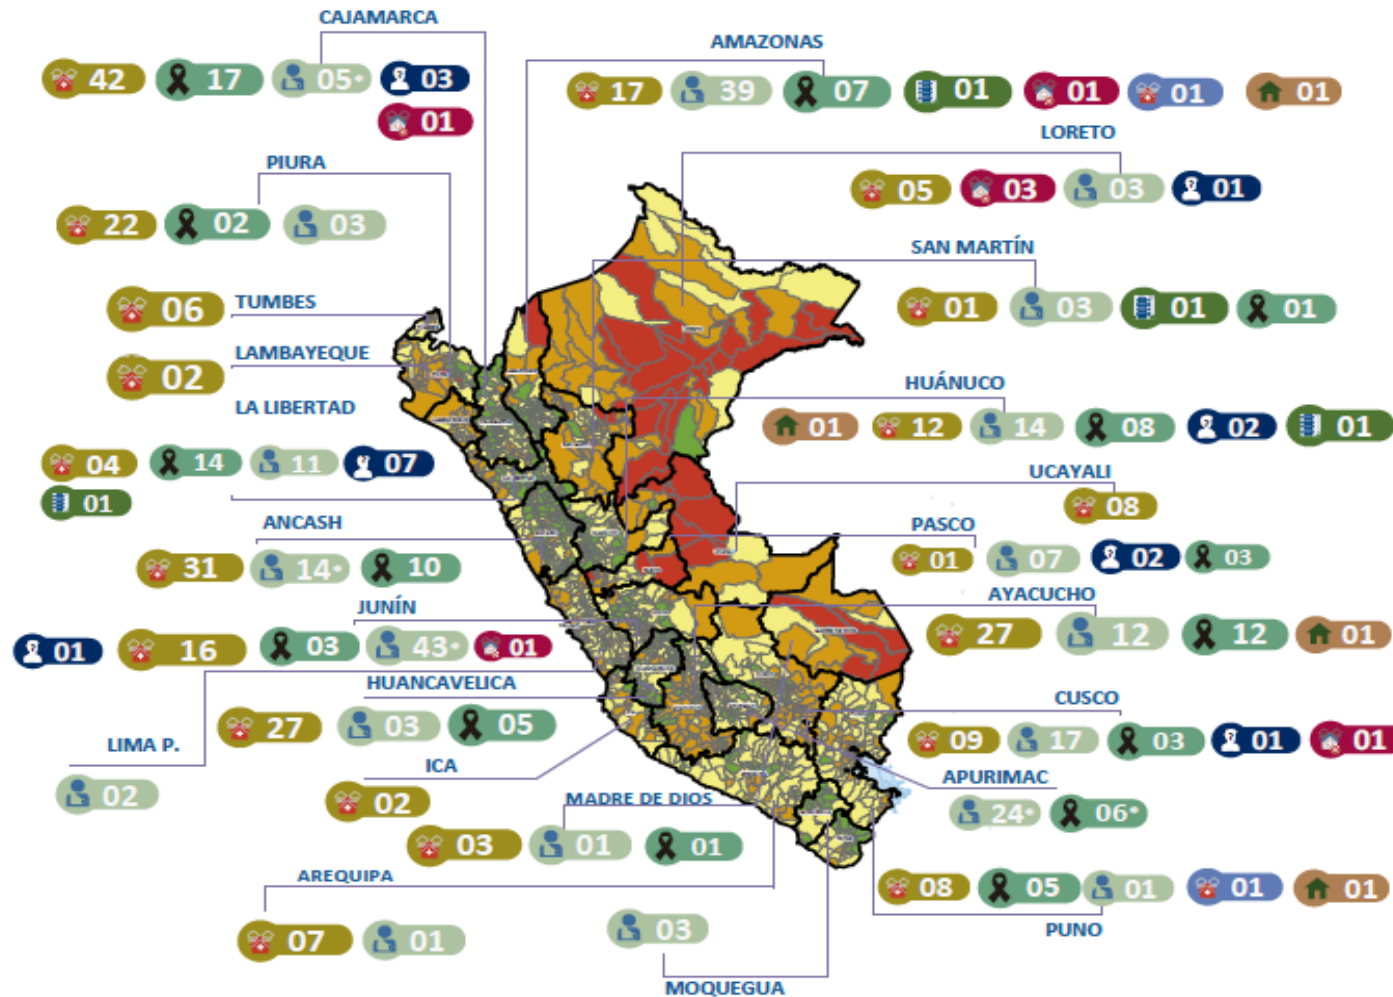 CAJAMARCA
42 17 05* 03
01
AMAZONAS
17 39 07 01 01 01 01
LORETO
05 03 03 01
PIURA
22 02 03
SAN MARTÍN
01 03 01 01
06 TUMBES
02 LAMBAYEQUE
LA LIBERTAD
04 14 11 07
01
HUÁNUCO
01 12 14 08 02 01
UCAYALI
08
ANCASH
31 14* 10
PASCO
01 07 02 03
JUNÍN
01 16 03 43* 01
AYACUCHO
27 12 12 01
HUANCAVELICA
27 03 05
CUSCO
09 17 03 01 01
LIMA P.
02
ICA
02
APURIMAC
24* 06*
MADRE DE DIOS
03 01 01
AREQUIPA
07 01
03
MOQUEGUA
08 05 01 01 01
PUNO